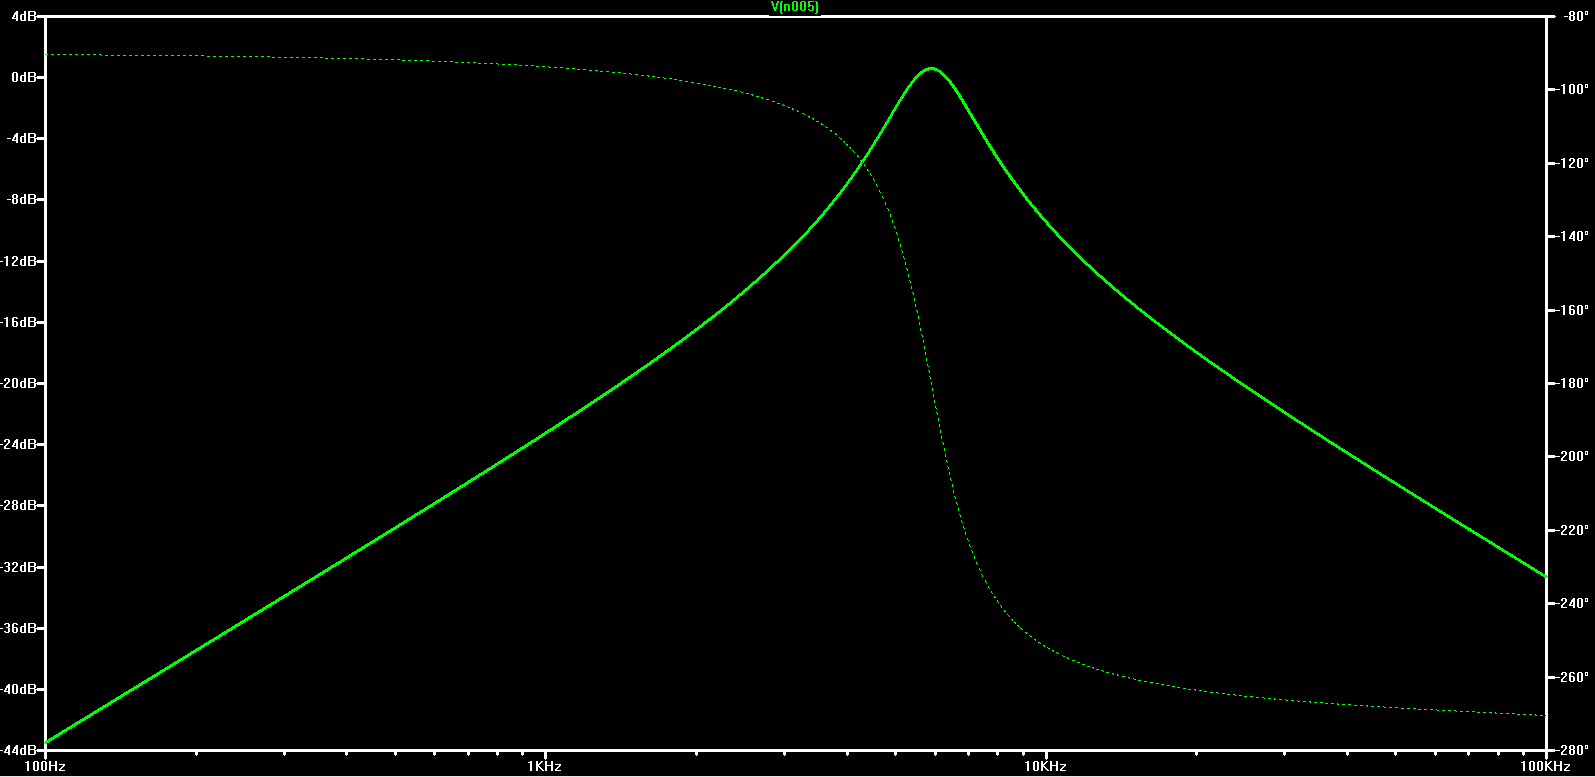 V(n005)
4dB
0dB
-4dB
-8dB
-12dB
-16dB
-20dB
-24dB
-28dB
-32dB
-36dB
-40dB
-44dB
-80°
-100°
-120°
-140°
-160°
-180°
-200°
-220°
-240°
-260°
-280°
100Hz 1KHz 10KHz 100KHz